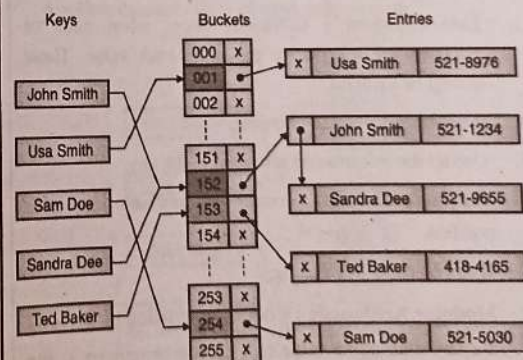 Keys Buckets Entries
John Smith
Usa Smith
Sam Doe
Sandra Dee
Ted Baker
000 x
001
002 x
151 x
152
153
154 x
253 x
254
255 x
x Usa Smith 521-8976
John Smith 521-1234
x Sandra Dee 521-9655
x Ted Baker 418-4165
x Sam Doe 521-5030